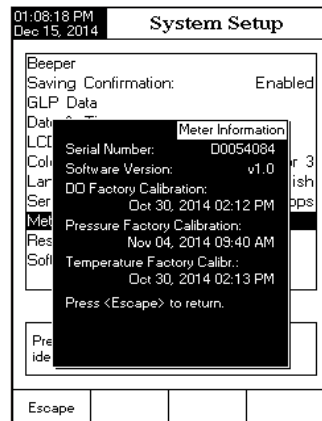 01:08:18 PM
Dec 15, 2014
System Setup
Beeper
Saving Confirmation: Enabled
GLP Data
Meter Information
Serial Number: D0054084
Software Version: v1.0
DO Factory Calibration:
Oct 30, 2014 02:12 PM
Pressure Factory Calibration:
Nov 04, 2014 09:40 AM
Temperature Factory Calibr.:
Oct 30, 2014 02:13 PM
Press <Escape> to return.
Escape